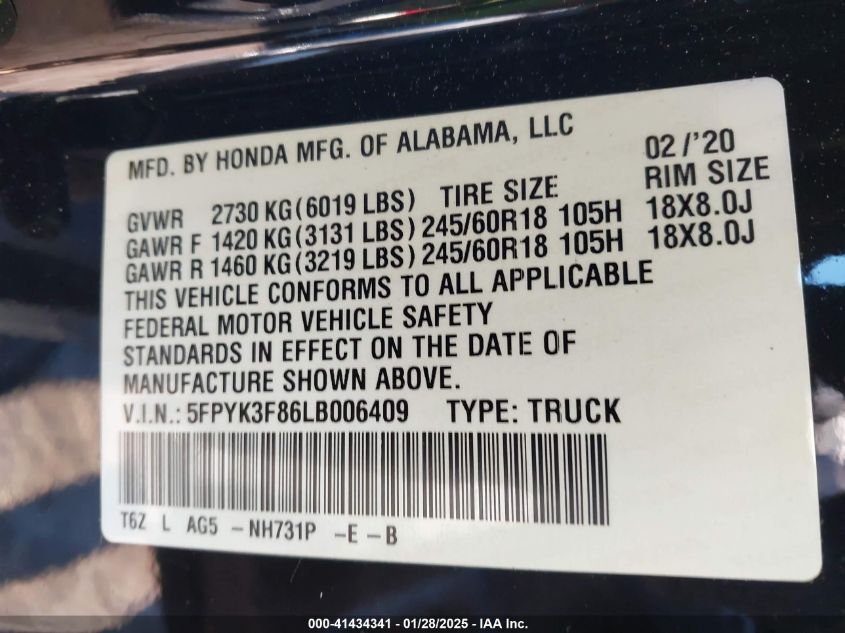 MFD. BY HONDA MFG. OF ALABAMA, LLC 02/'20
GVWR 2730 KG(6019 LBS) TIRE SIZE RIM SIZE
GAWR F 1420 KG(3131 LBS) 245/60R18 105H 18X8.0J
GAWR R 1460 KG(3219 LBS) 245/60R18 105H 18X8.0J
THIS VEHICLE CONFORMS TO ALL APPLICABLE
FEDERAL MOTOR VEHICLE SAFETY
STANDARDS IN EFFECT ON THE DATE OF
MANUFACTURE SHOWN ABOVE.
V.I.N.: 5FPYK3F86LB006409 TYPE: TRUCK
T6Z L AG5 - NH731P - E - B
000-41434341 | 01/28/2025 - IAA Inc.